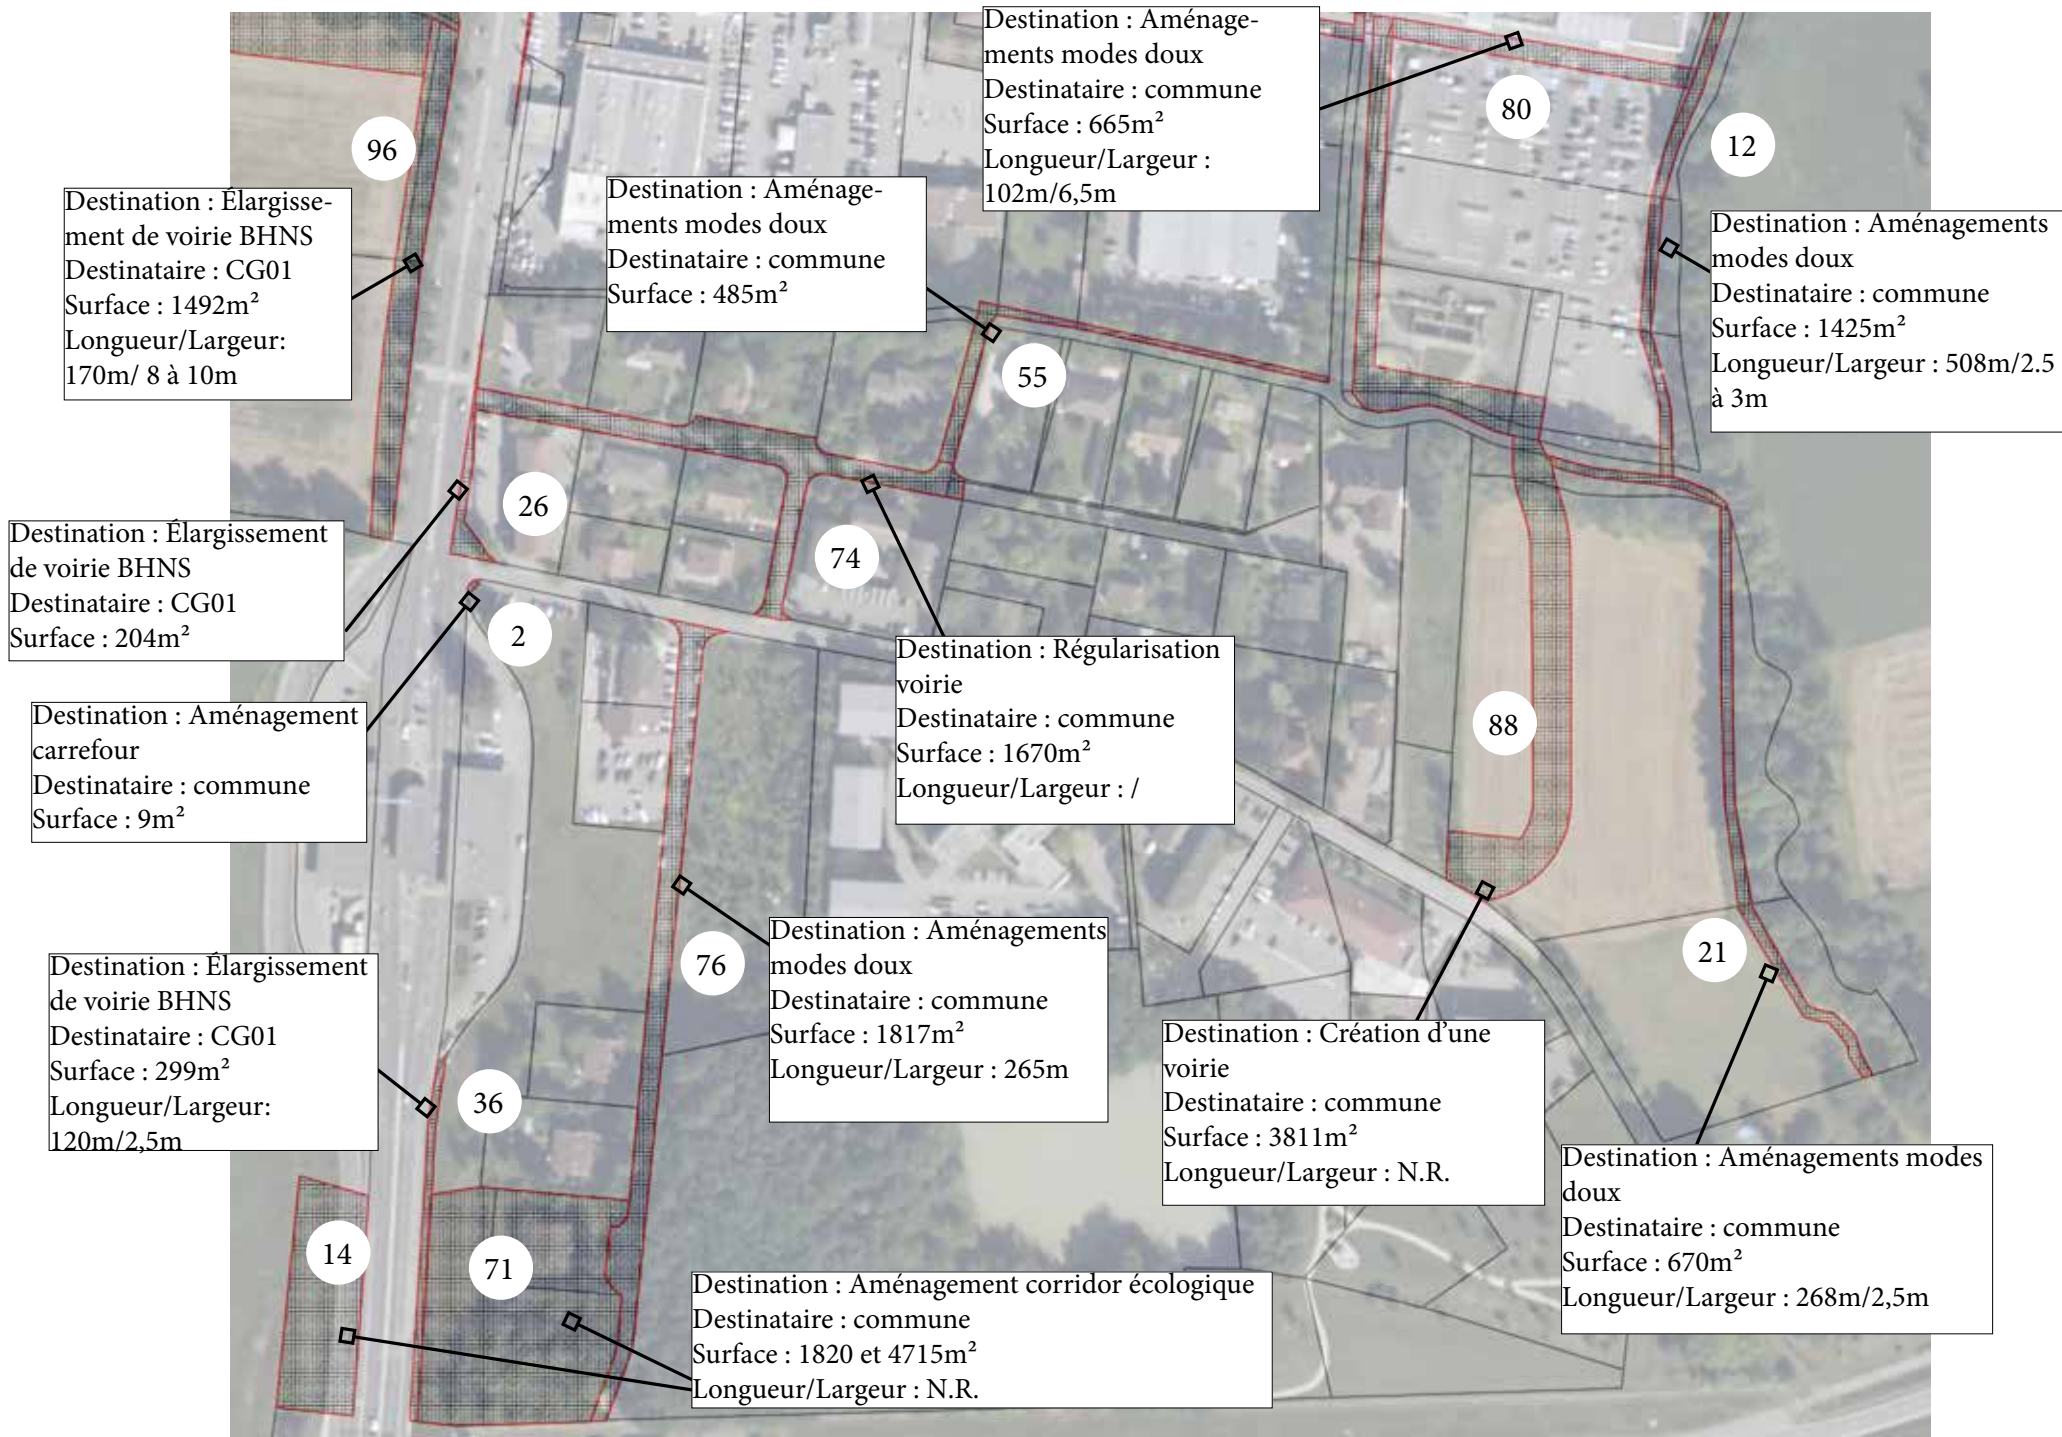 Destination : Aménage-
ments modes doux
Destinataire : commune
Surface : 665m²
Longueur/Largeur :
102m/6,5m
80
12
96
Destination : Élargisse-
ment de voirie BHNS
Destinataire : CG01
Surface : 1492m²
Longueur/Largeur:
170m/ 8 à 10m
Destination : Aménage-
ments modes doux
Destinataire : commune
Surface : 485m²
Destination : Aménagements
modes doux
Destinataire : commune
Surface : 1425m²
Longueur/Largeur : 508m/2.5
à 3m
55
26
74
Destination : Élargissement
de voirie BHNS
Destinataire : CG01
Surface : 204m²
2
Destination : Régularisation
voirie
Destinataire : commune
Surface : 1670m²
Longueur/Largeur : /
88
Destination : Aménagement
carrefour
Destinataire : commune
Surface : 9m²
76
Destination : Aménagements
modes doux
Destinataire : commune
Surface : 1817m²
Longueur/Largeur : 265m
21
Destination : Élargissement
de voirie BHNS
Destinataire : CG01
Surface : 299m²
Longueur/Largeur:
120m/2,5m
36
Destination : Création d'une
voirie
Destinataire : commune
Surface : 3811m²
Longueur/Largeur : N.R.
Destination : Aménagements modes
doux
Destinataire : commune
Surface : 670m²
Longueur/Largeur : 268m/2,5m
14
71
Destination : Aménagement corridor écologique
Destinataire : commune
Surface : 1820 et 4715m²
Longueur/Largeur : N.R.